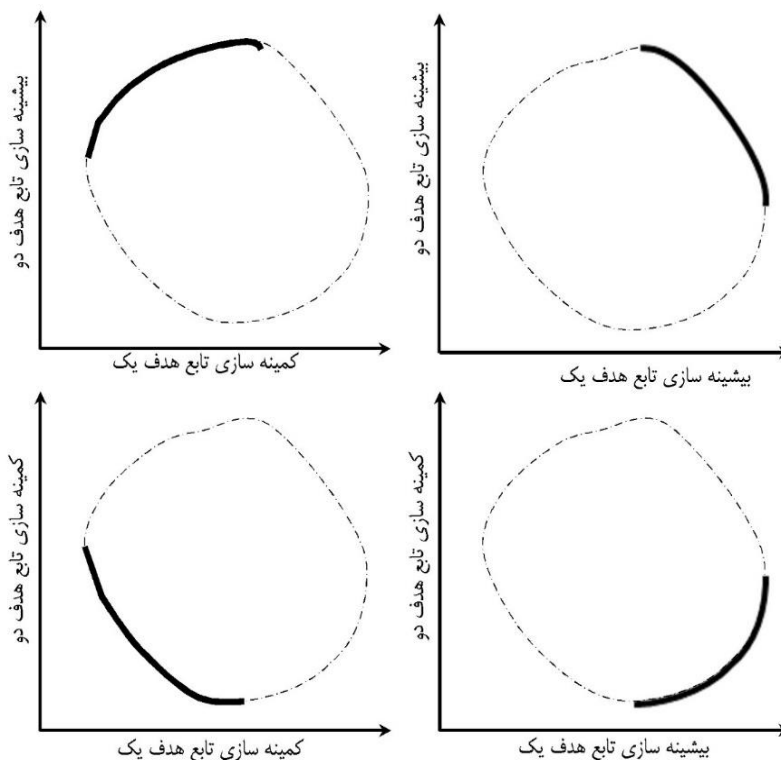 بیشینه سازی تابع هدف دو
کمینه سازی تابع هدف یک
بیشینه سازی تابع هدف دو
بیشینه سازی تابع هدف یک
کمینه سازی تابع هدف دو
کمینه سازی تابع هدف یک
کمینه سازی تابع هدف دو
بیشینه سازی تابع هدف یک